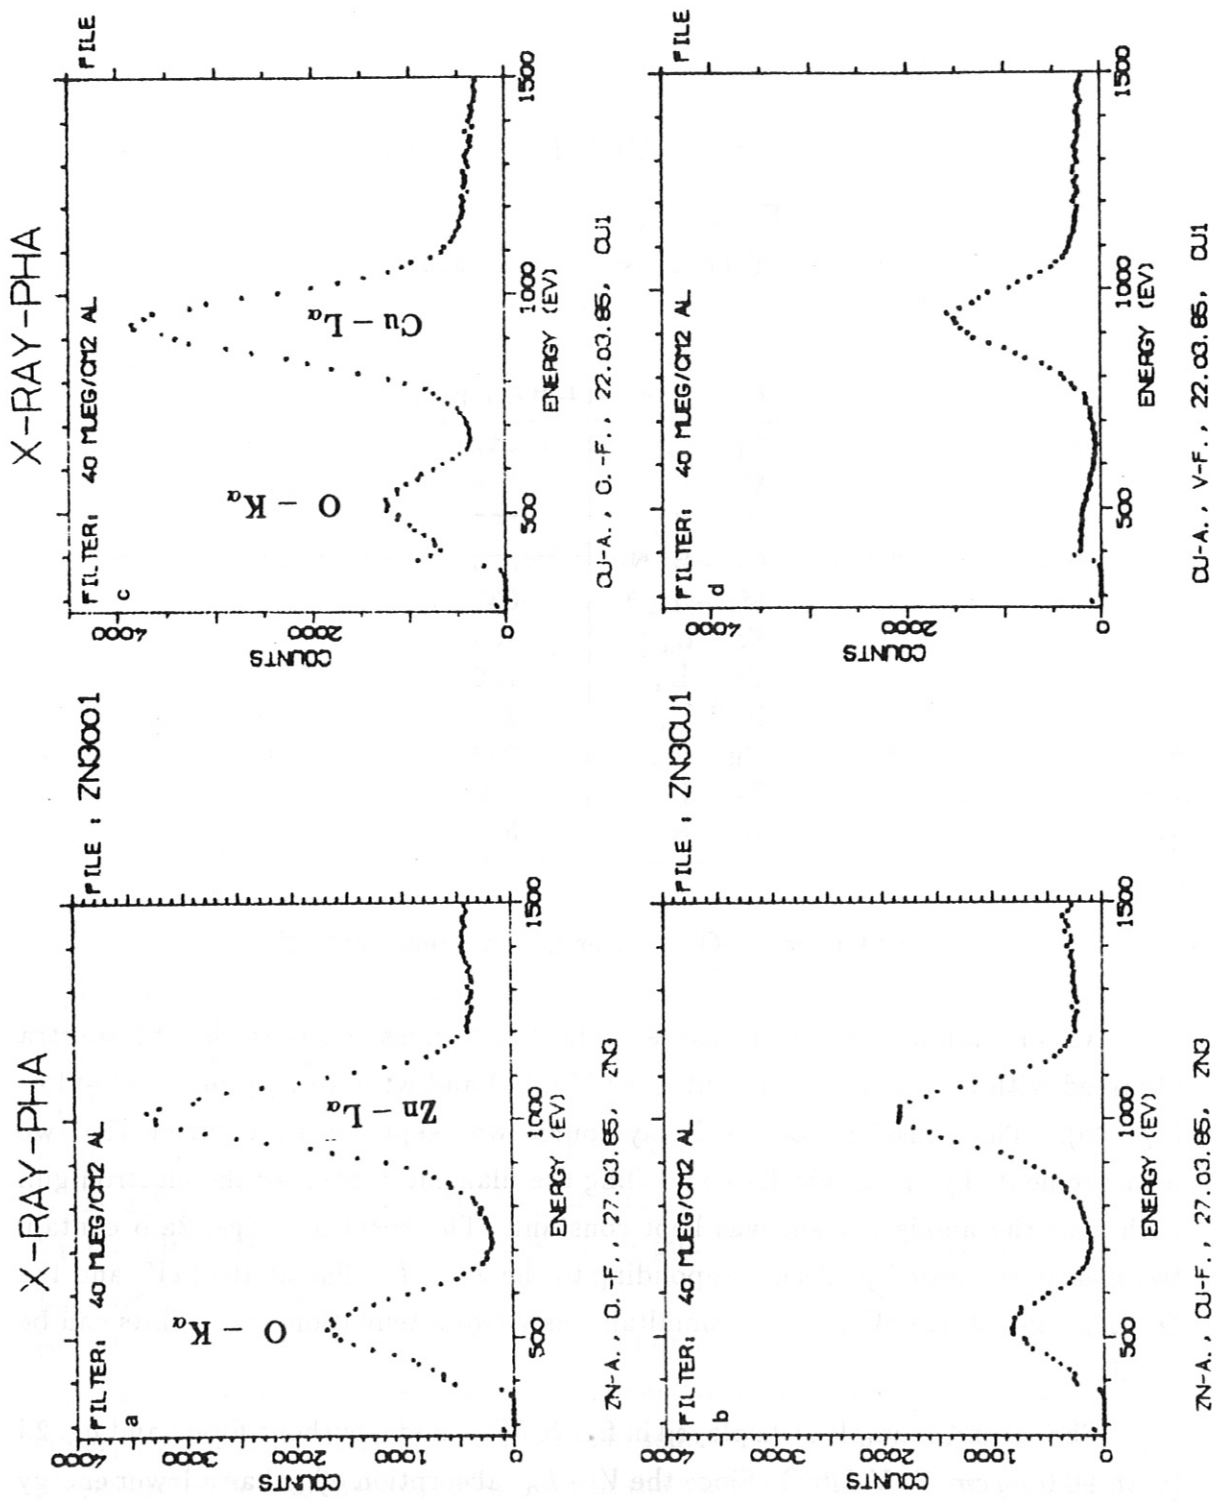 X-RAY-PHA
FILE : ZN3001
FILTER: 40 MUEG/CM2 AL
a
O – Kα
Zn – Lα
COUNTS
4000
3000
2000
1000
0
500
1000
1500
ENERGY (EV)
ZN-A., O.-F., 27.03.85, ZN3
FILE : ZN3CU1
FILTER: 40 MUEG/CM2 AL
b
COUNTS
4000
3000
2000
1000
0
500
1000
1500
ENERGY (EV)
ZN-A., CU-F., 27.03.85, ZN3
X-RAY-PHA
FILE
FILTER: 40 MUEG/CM2 AL
c
O – Kα
Cu – Lα
COUNTS
4000
2000
0
500
1000
1500
ENERGY (EV)
CU-A., O.-F., 22.03.85, CU1
FILE
FILTER: 40 MUEG/CM2 AL
d
COUNTS
4000
2000
0
500
1000
1500
ENERGY (EV)
CU-A., V-F., 22.03.85, CU1